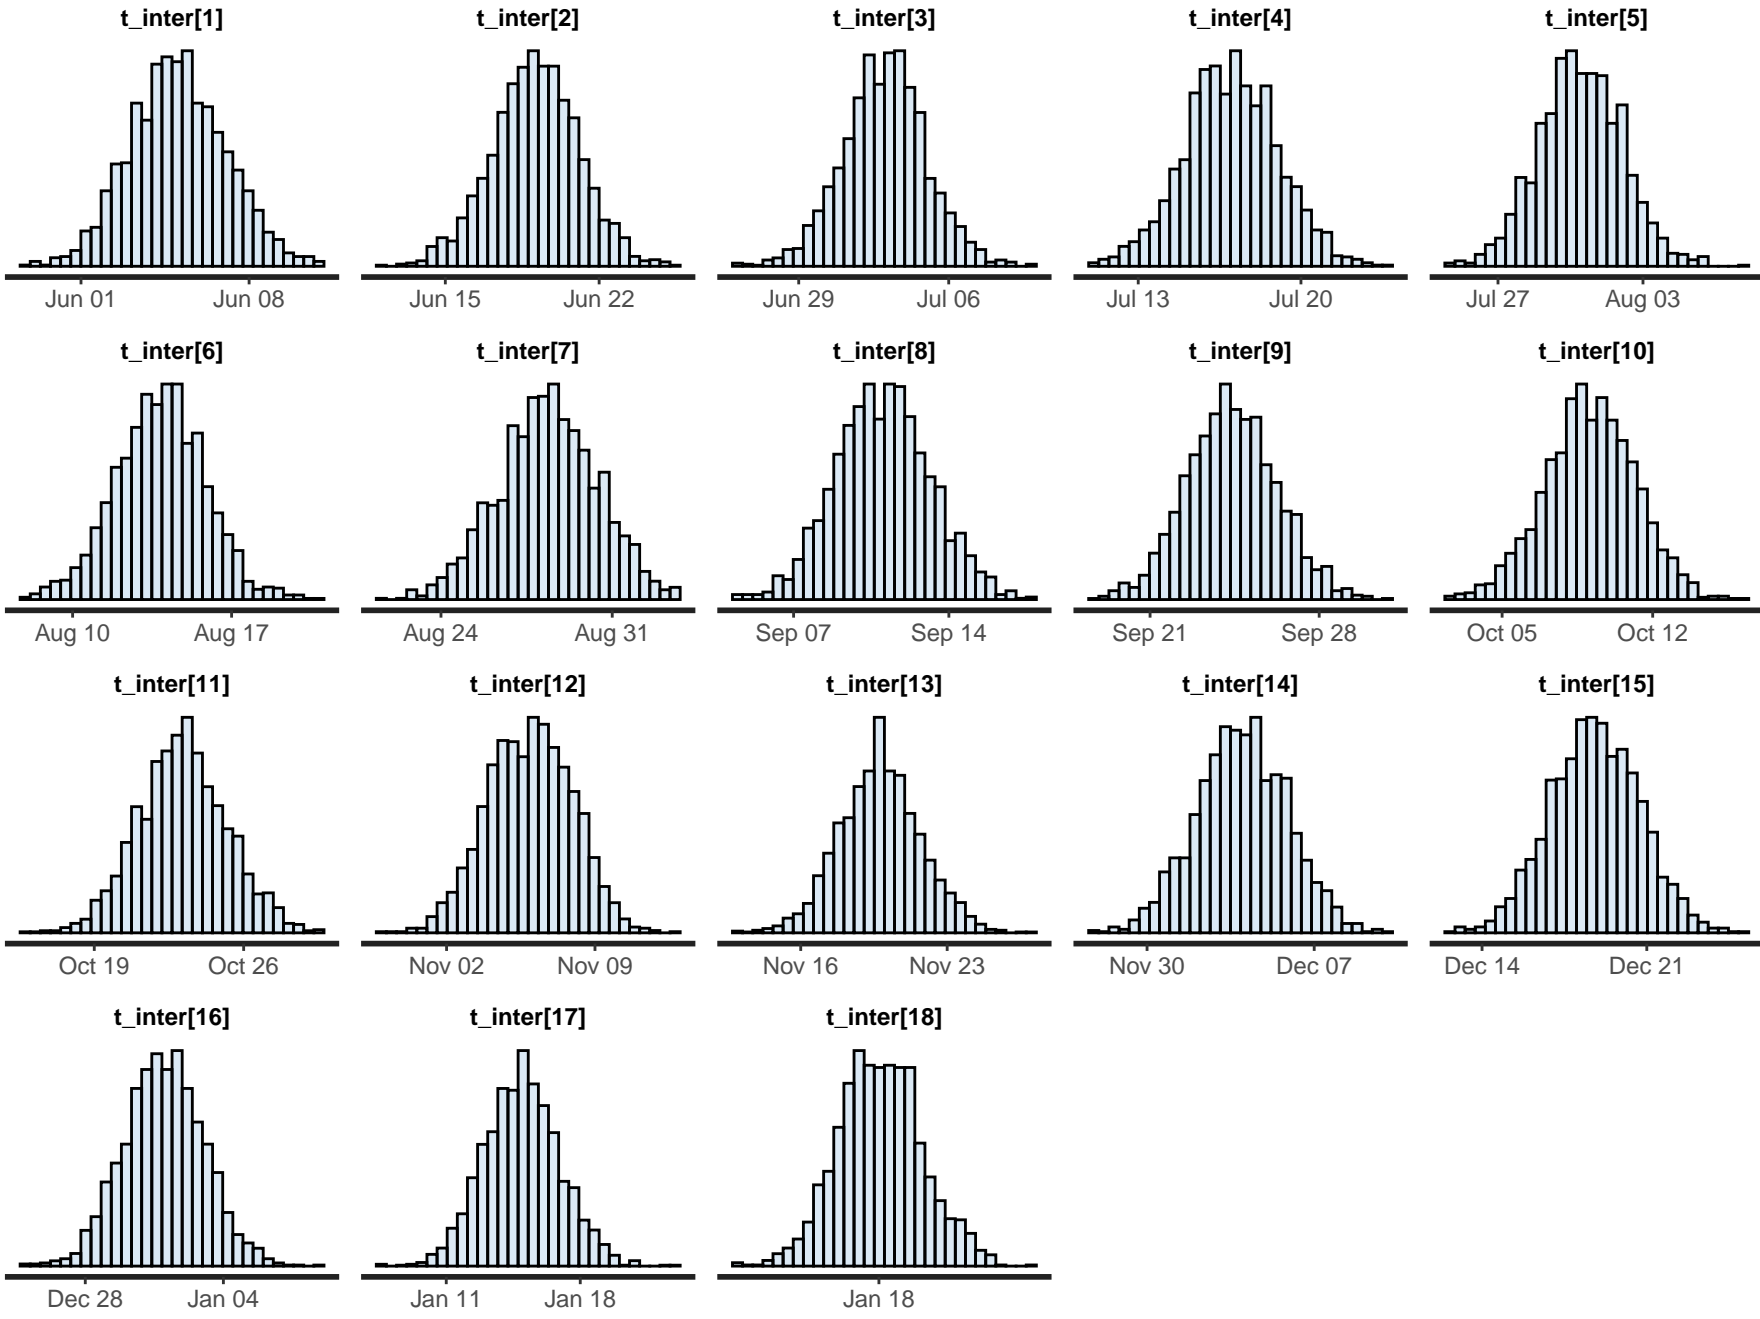 t_inter[1] t_inter[2] t_inter[3] t_inter[4] t_inter[5]
Jun 01 Jun 08 Jun 15 Jun 22 Jun 29 Jul 06 Jul 13 Jul 20 Jul 27 Aug 03
t_inter[6] t_inter[7] t_inter[8] t_inter[9] t_inter[10]
Aug 10 Aug 17 Aug 24 Aug 31 Sep 07 Sep 14 Sep 21 Sep 28 Oct 05 Oct 12
t_inter[11] t_inter[12] t_inter[13] t_inter[14] t_inter[15]
Oct 19 Oct 26 Nov 02 Nov 09 Nov 16 Nov 23 Nov 30 Dec 07 Dec 14 Dec 21
t_inter[16] t_inter[17] t_inter[18]
Dec 28 Jan 04 Jan 11 Jan 18 Jan 18